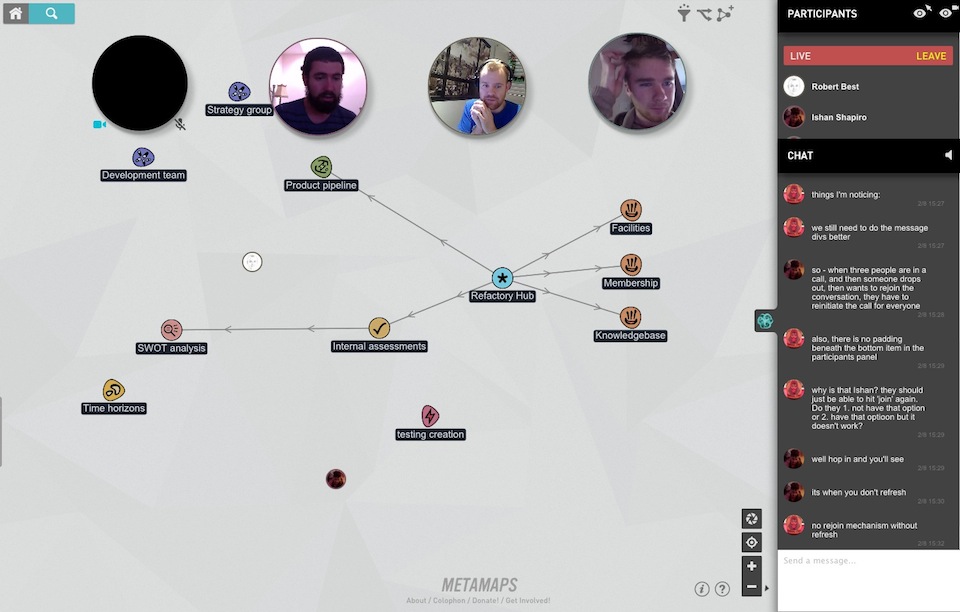 PARTICIPANTS
LIVE
LEAVE
Robert Best
Ishan Shapiro
CHAT
things I'm noticing:
2/8 15:27
we still need to do the message
divs better
2/8 15:27
so - when three people are in a
call, and then someone drops
out, then wants to rejoin the
conversation, they have to
reinitiate the call for everyone
2/8 15:28
also, there is no padding
beneath the bottom item in the
participants panel
2/8 15:29
why is that Ishan? they should
just be able to hit 'join' again.
Do they 1. not have that option
or 2. have that optioon but it
doesn't work?
2/8 15:29
well hop in and you'll see
2/8 15:29
its when you don't refresh
2/8 15:30
no rejoin mechanism without
refresh
2/8 15:32
Send a message...
Strategy group
Development team
Product pipeline
Facilities
Membership
Refactory Hub
Knowledgebase
SWOT analysis
Internal assessments
Time horizons
testing creation
METAMAPS
About / Colophon / Donate! / Get Involved!